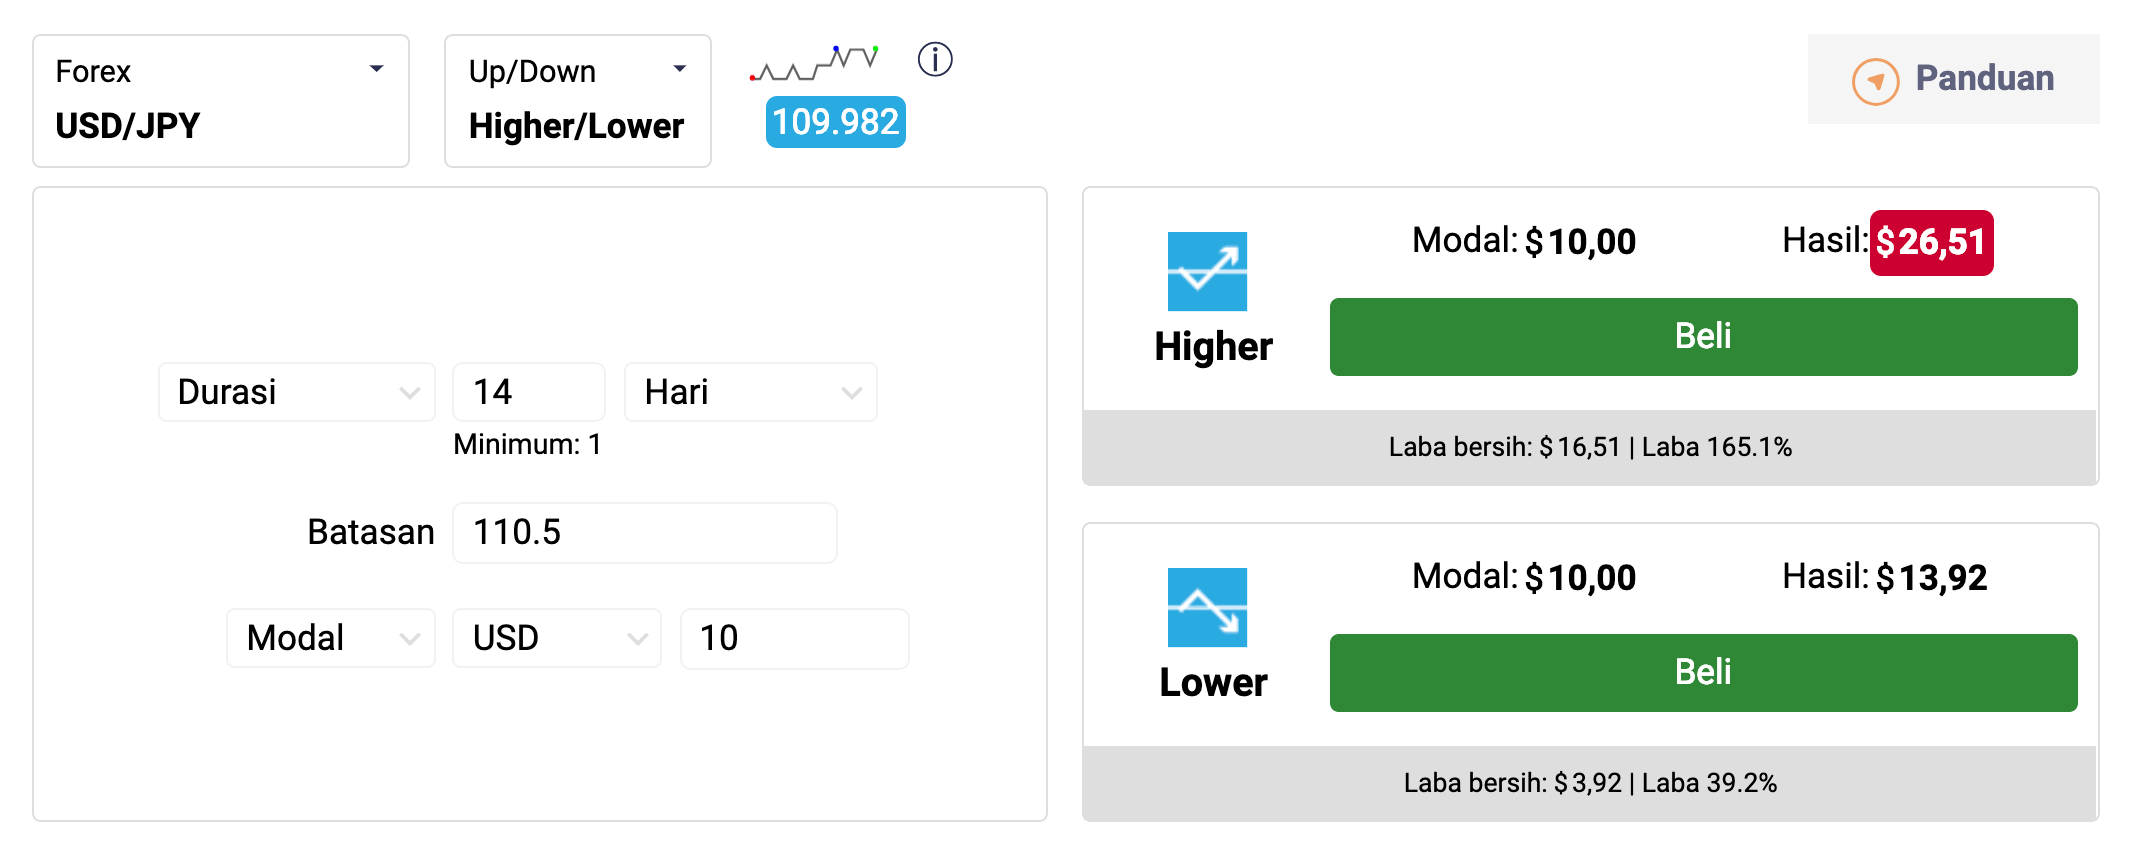 Forex
USD/JPY
Up/Down
Higher/Lower
109.982
Panduan
Durasi 14 Hari
Minimum: 1
Batasan 110.5
Modal USD 10
Modal: $ 10,00 Hasil: $ 26,51
Higher
Beli
Laba bersih: $ 16,51 | Laba 165.1%
Modal: $ 10,00 Hasil: $ 13,92
Lower
Beli
Laba bersih: $ 3,92 | Laba 39.2%